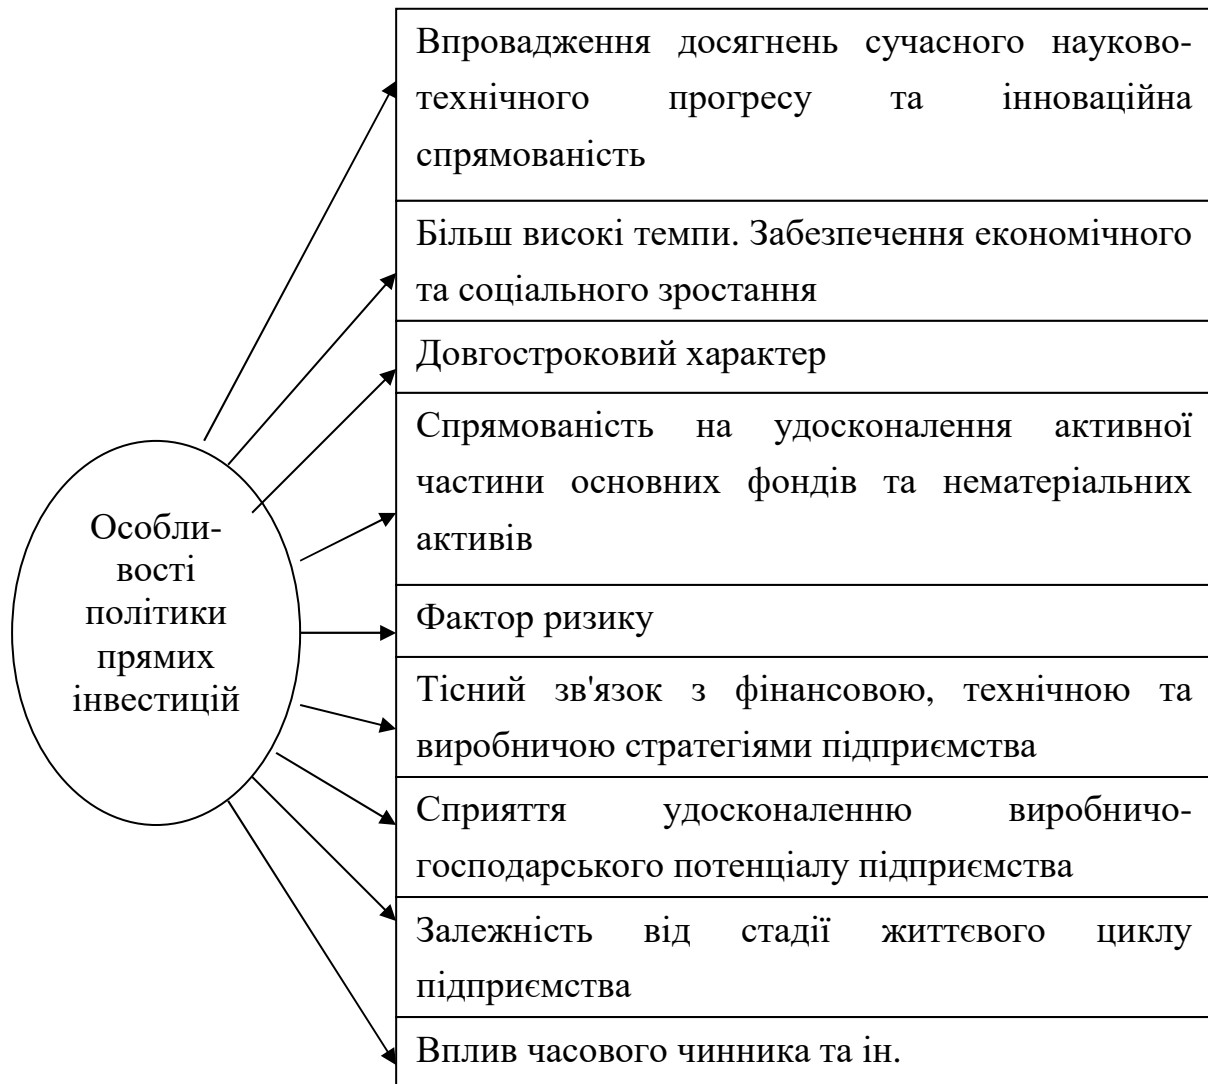 Особли-
вості
політики
прямих
інвестицій
Впровадження досягнень сучасного науково-
технічного прогресу та інноваційна
спрямованість
Більш високі темпи. Забезпечення економічного
та соціального зростання
Довгостроковий характер
Спрямованість на удосконалення активної
частини основних фондів та нематеріальних
активів
Фактор ризику
Тісний зв'язок з фінансовою, технічною та
виробничою стратегіями підприємства
Сприяття удосконаленню виробничо-
господарського потенціалу підприємства
Залежність від стадії життєвого циклу
підприємства
Вплив часового чинника та ін.